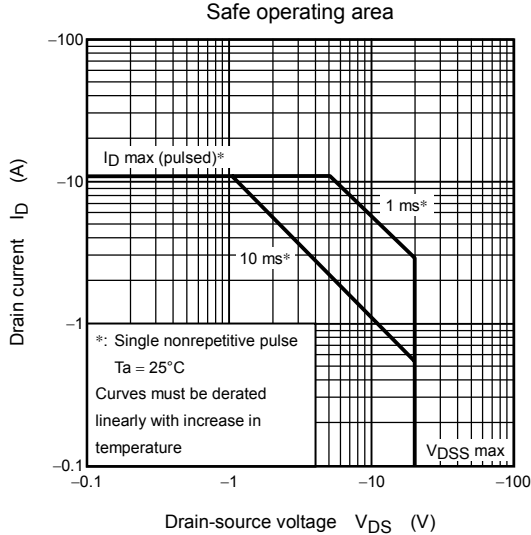 Safe operating area
–100
ID max (pulsed)*
–10
1 ms*
10 ms*
Drain current ID (A)
–1
*: Single nonrepetitive pulse
Ta = 25°C
Curves must be derated
linearly with increase in
temperature
VDSS max
–0.1
–0.1
–1
–10
–100
Drain-source voltage VDS (V)